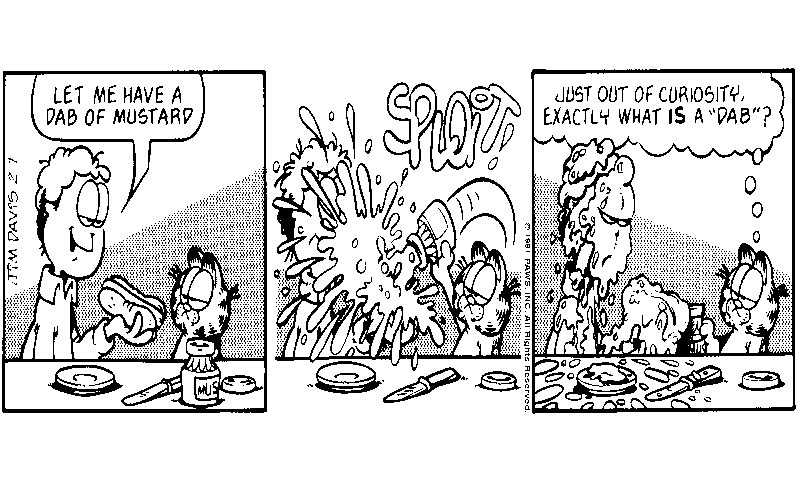 LET ME HAVE A
DAB OF MUSTARD
JIM DAVIS 2-7
MUS
SPLOIT!
© 1981 PAWS, INC. All Rights Reserved.
JUST OUT OF CURIOSITY,
EXACTLY WHAT IS A "DAB"?